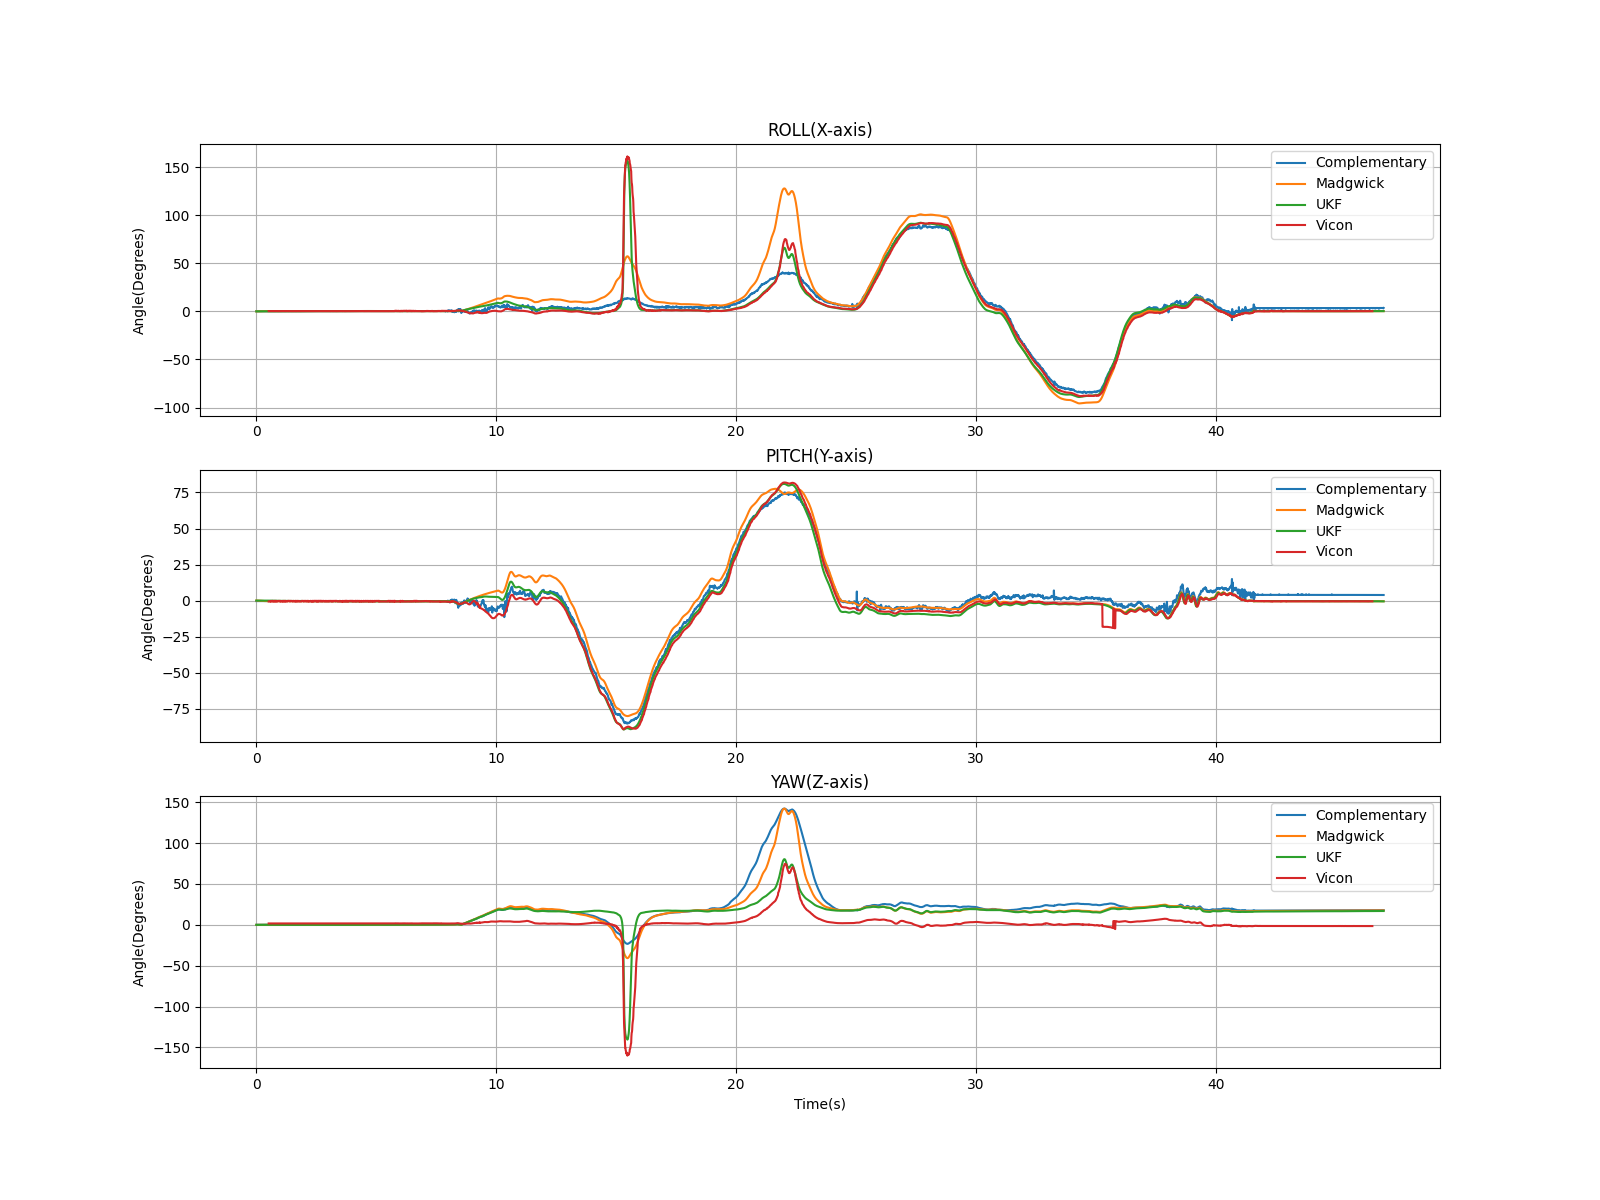 ROLL(X-axis)
Angle(Degrees)
150
100
50
0
−50
−100
0 10 20 30 40
Complementary
Madgwick
UKF
Vicon
PITCH(Y-axis)
Angle(Degrees)
75
50
25
0
−25
−50
−75
0 10 20 30 40
Complementary
Madgwick
UKF
Vicon
YAW(Z-axis)
Angle(Degrees)
150
100
50
0
−50
−100
−150
0 10 20 30 40
Complementary
Madgwick
UKF
Vicon
Time(s)